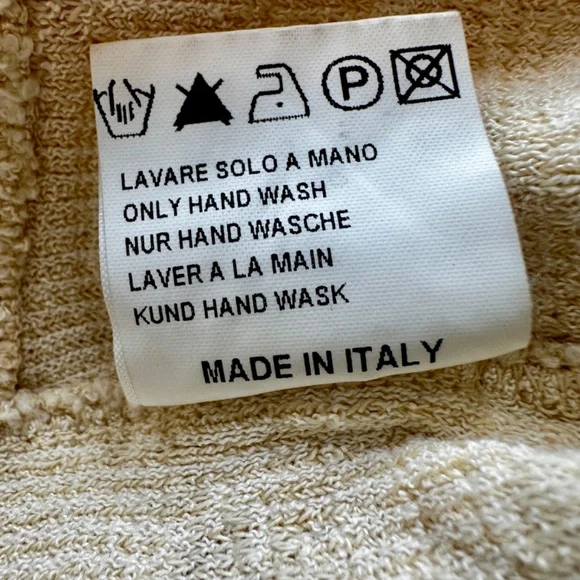 P
LAVARE SOLO A MANO
ONLY HAND WASH
NUR HAND WASCHE
LAVER A LA MAIN
KUND HAND WASK
MADE IN ITALY